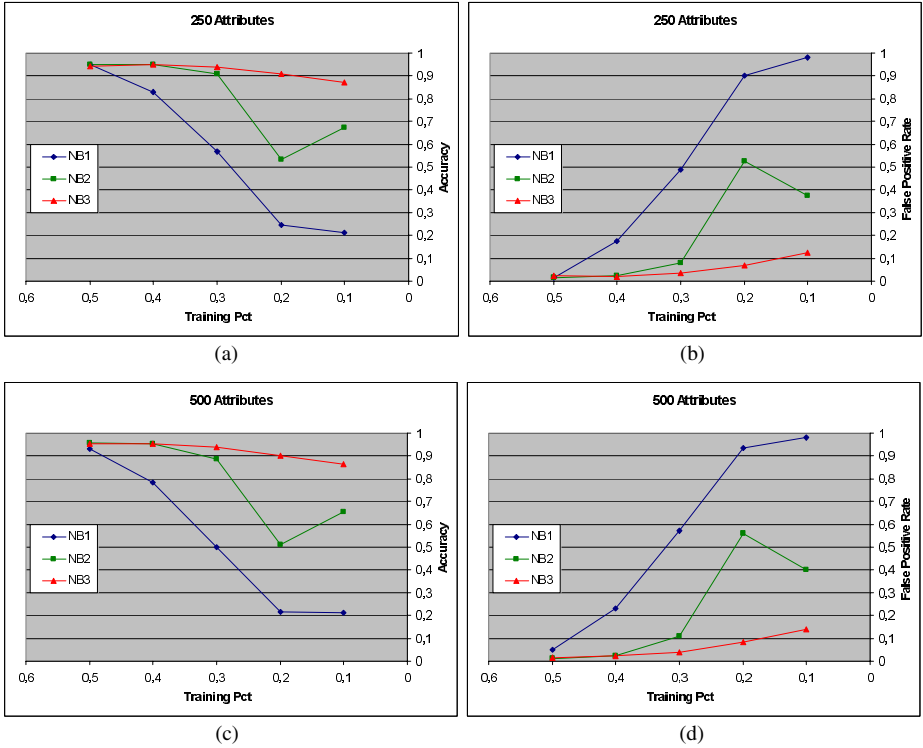 250 Attributes
1
0,9
0,8
0,7
0,6
0,5
0,4
0,3
0,2
0,1
0
Accuracy
NB1
NB2
NB3
0,6 0,5 0,4 0,3 0,2 0,1 0
Training Pct
(a)
250 Attributes
1
0,9
0,8
0,7
0,6
0,5
0,4
0,3
0,2
0,1
0
False Positive Rate
NB1
NB2
NB3
0,6 0,5 0,4 0,3 0,2 0,1 0
Training Pct
(b)
500 Attributes
1
0,9
0,8
0,7
0,6
0,5
0,4
0,3
0,2
0,1
0
Accuracy
NB1
NB2
NB3
0,6 0,5 0,4 0,3 0,2 0,1 0
Training Pct
(c)
500 Attributes
1
0,9
0,8
0,7
0,6
0,5
0,4
0,3
0,2
0,1
0
False Positive Rate
NB1
NB2
NB3
0,6 0,5 0,4 0,3 0,2 0,1 0
Training Pct
(d)